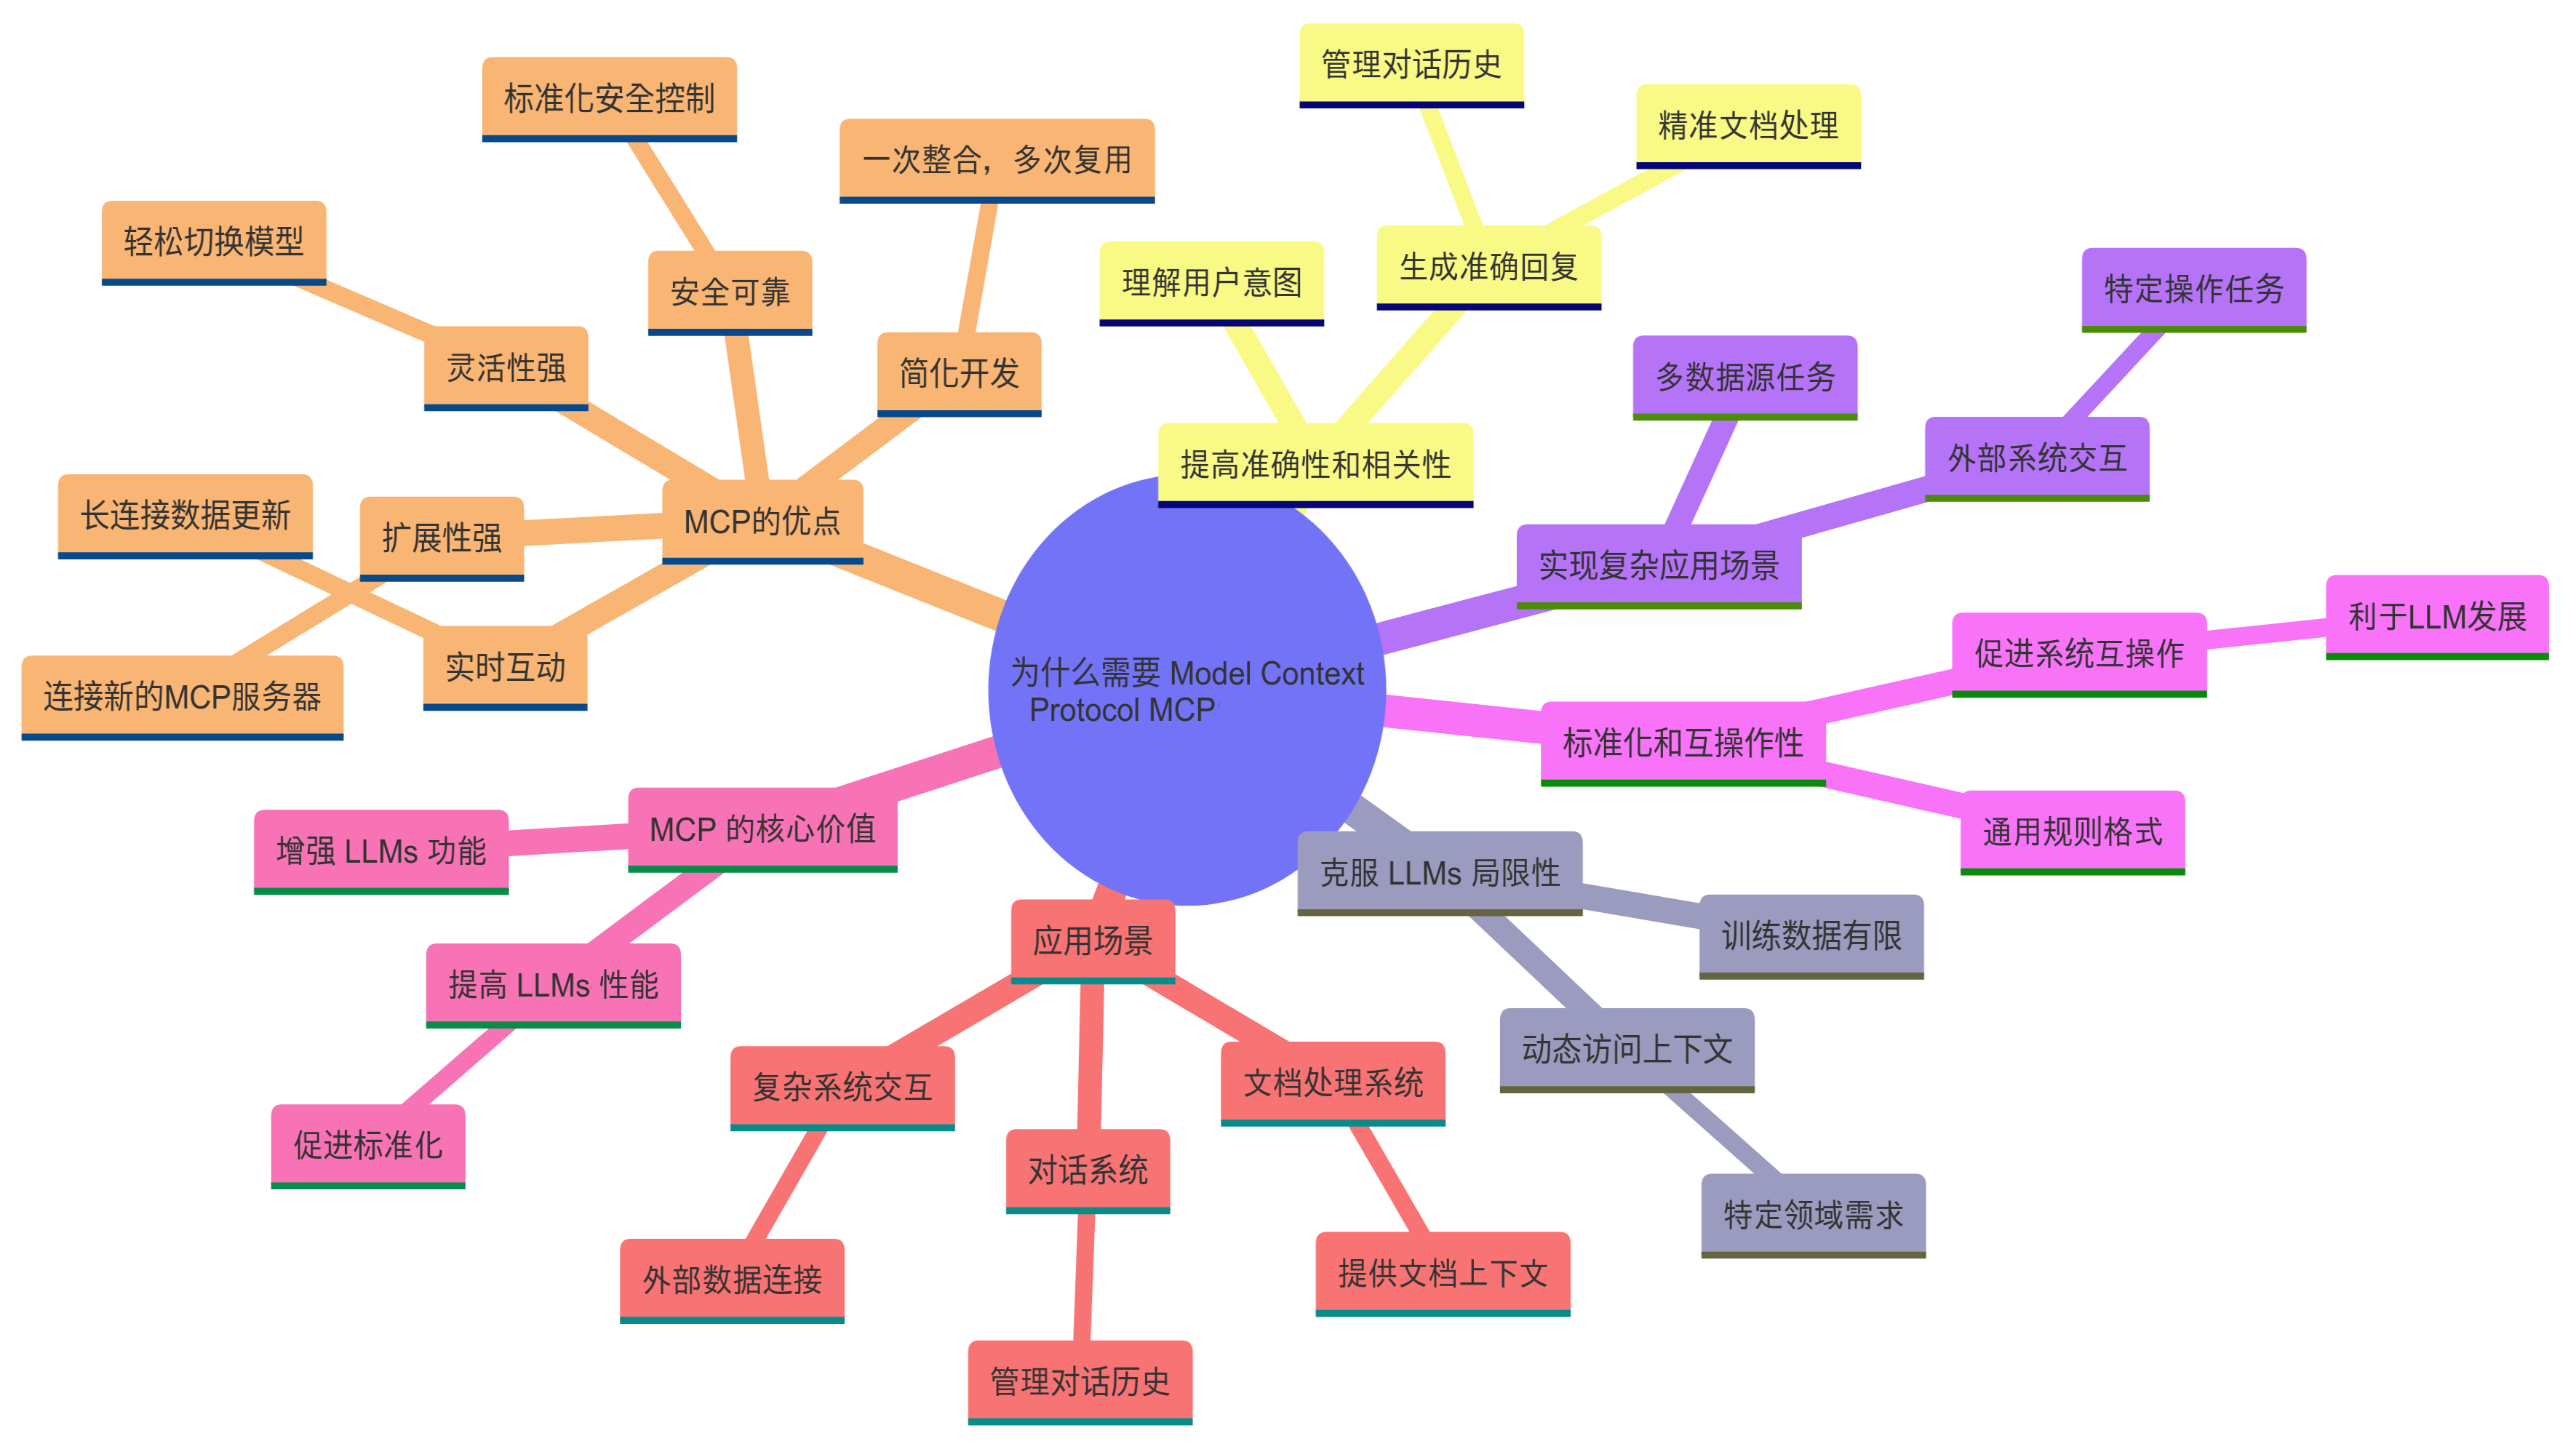 为什么需要 Model Context
Protocol MCP
提高准确性和相关性
理解用户意图
生成准确回复
管理对话历史
精准文档处理
实现复杂应用场景
多数据源任务
外部系统交互
特定操作任务
标准化和互操作性
促进系统互操作
利于LLM发展
通用规则格式
克服 LLMs 局限性
训练数据有限
动态访问上下文
特定领域需求
应用场景
文档处理系统
提供文档上下文
对话系统
管理对话历史
复杂系统交互
外部数据连接
MCP 的核心价值
增强 LLMs 功能
提高 LLMs 性能
促进标准化
MCP的优点
简化开发
一次整合，多次复用
安全可靠
标准化安全控制
灵活性强
轻松切换模型
扩展性强
连接新的MCP服务器
实时互动
长连接数据更新